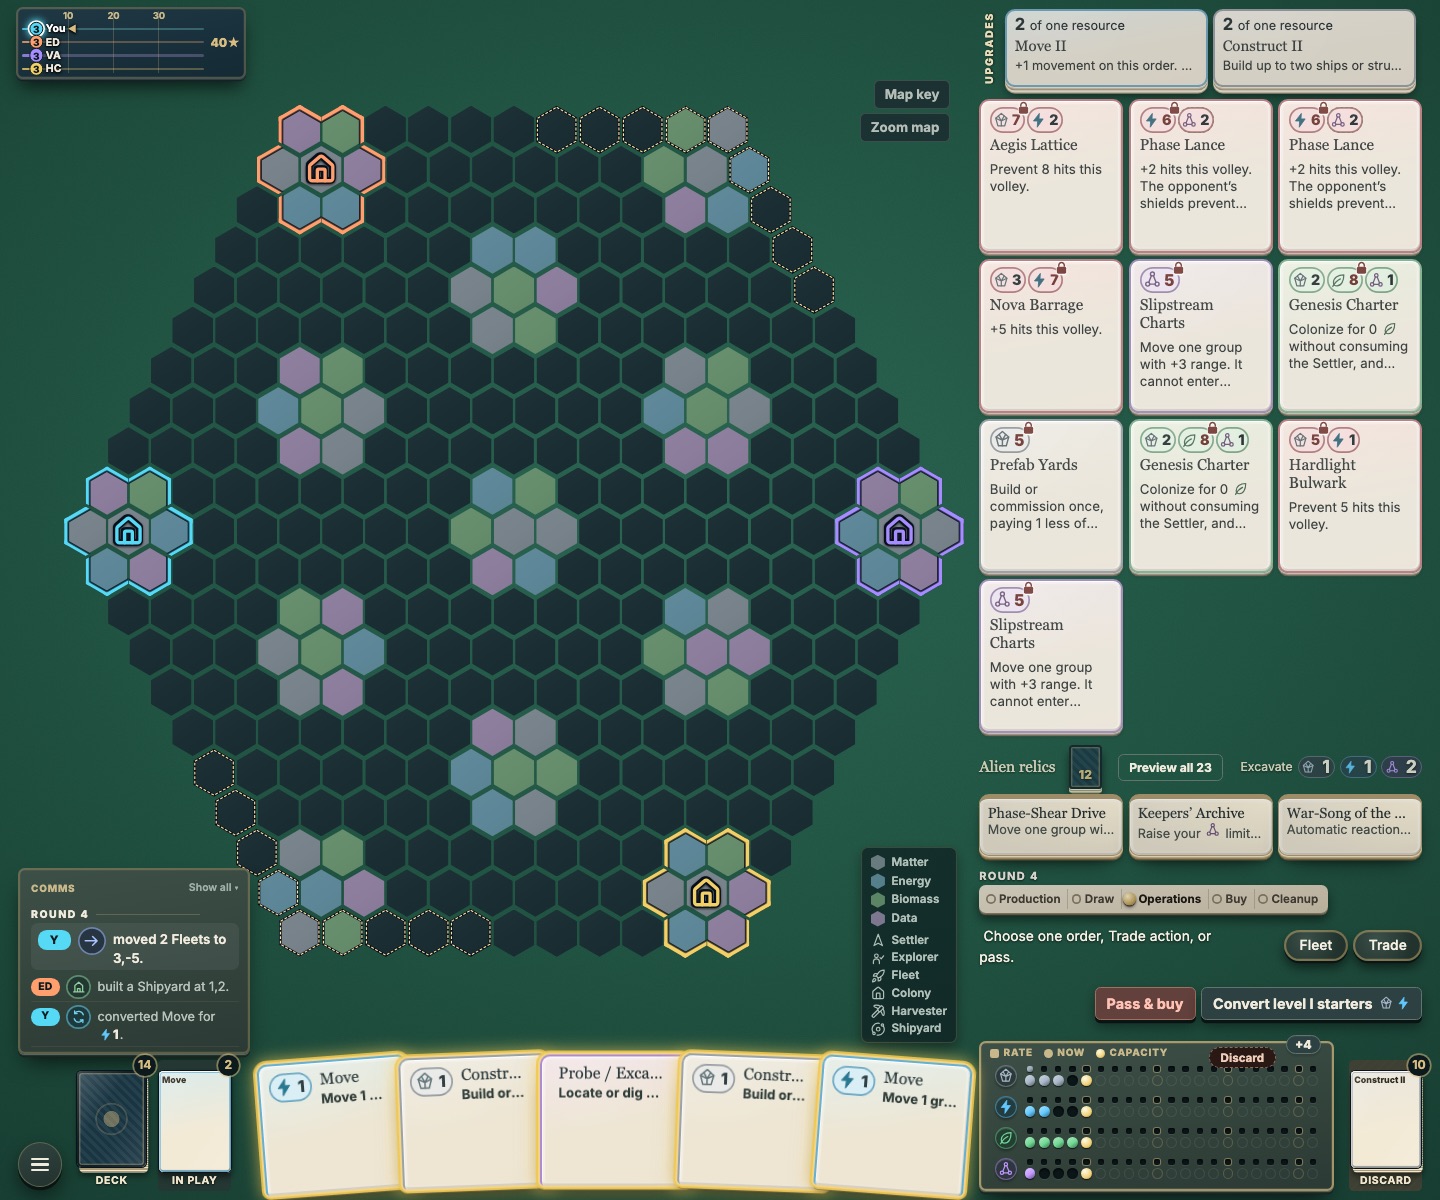 10 20 30
3 You
3 ED
3 VA
3 HC
40★
Map key
Zoom map
UPGRADES
2 of one resource
Move II
+1 movement on this order. ...
2 of one resource
Construct II
Build up to two ships or stru...
7 2
Aegis Lattice
Prevent 8 hits this
volley.
6 2
Phase Lance
+2 hits this volley.
The opponent's
shields prevent...
6 2
Phase Lance
+2 hits this volley.
The opponent's
shields prevent...
3 7
Nova Barrage
+5 hits this volley.
5
Slipstream
Charts
Move one group
with +3 range. It
cannot enter...
2 8 1
Genesis Charter
Colonize for 0
without consuming
the Settler, and...
5
Prefab Yards
Build or
commission once,
paying 1 less of...
2 8 1
Genesis Charter
Colonize for 0
without consuming
the Settler, and...
5 1
Hardlight
Bulwark
Prevent 5 hits this
volley.
5
Slipstream
Charts
Move one group
with +3 range. It
cannot enter...
Alien relics
12
Preview all 23
Excavate 1 1 2
Phase-Shear Drive
Move one group wi...
Keepers' Archive
Raise your limit...
War-Song of the ...
Automatic reaction...
ROUND 4
Production Draw Operations Buy Cleanup
Choose one order, Trade action, or
pass.
Fleet
Trade
Pass & buy
Convert level I starters
Matter
Energy
Biomass
Data
Settler
Explorer
Fleet
Colony
Harvester
Shipyard
COMMS
Show all
ROUND 4
Y moved 2 Fleets to
3,-5.
ED built a Shipyard at 1,2.
Y converted Move for
1.
14
DECK
2
Move
IN PLAY
1 Move
Move 1 ...
1 Constr...
Build or...
Probe / Exca...
Locate or dig ...
1 Constr...
Build or...
1 Move
Move 1 gr...
RATE NOW CAPACITY
Discard
+4
10
Construct II
DISCARD